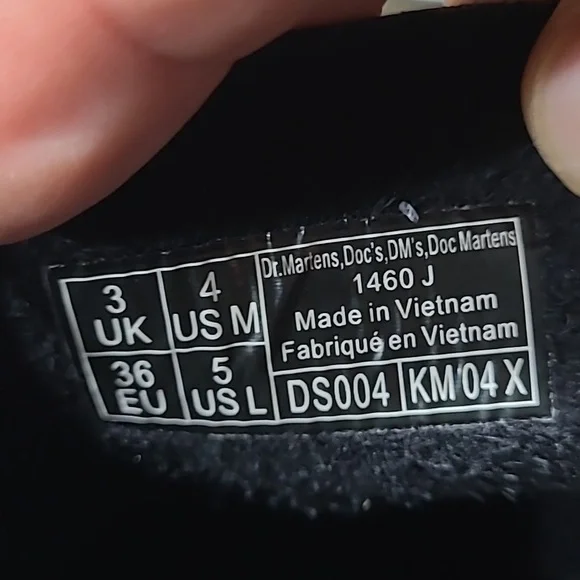 3
UK
4
US M
36
EU
5
US L
Dr.Martens,Doc's,DM's,Doc Martens
1460 J
Made in Vietnam
Fabriqué en Vietnam
DS004
KM 04 X